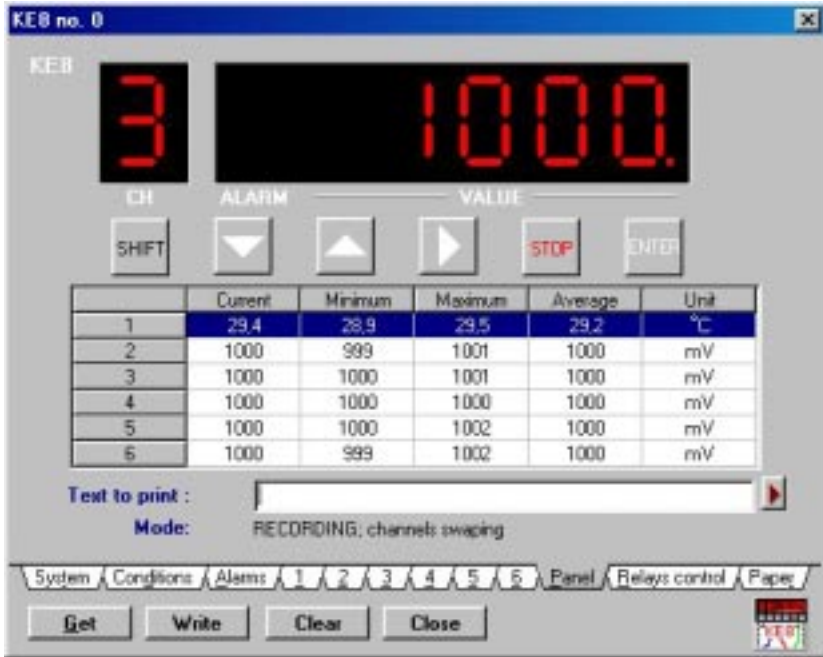 KE8 no. 0
KE8
3 1000.
CH ALARM VALUE
SHIFT STOP ENTER
Current Minimum Maximum Average Unit
1 29,4 28,9 29,5 29,2 °C
2 1000 999 1001 1000 mV
3 1000 1000 1001 1000 mV
4 1000 1000 1000 1000 mV
5 1000 1000 1002 1000 mV
6 1000 999 1002 1000 mV
Text to print :
Mode: RECORDING; channels swaping
System Conditions Alarms 1 2 3 4 5 6 Panel Relays control Paper
Get Write Clear Close
KE8